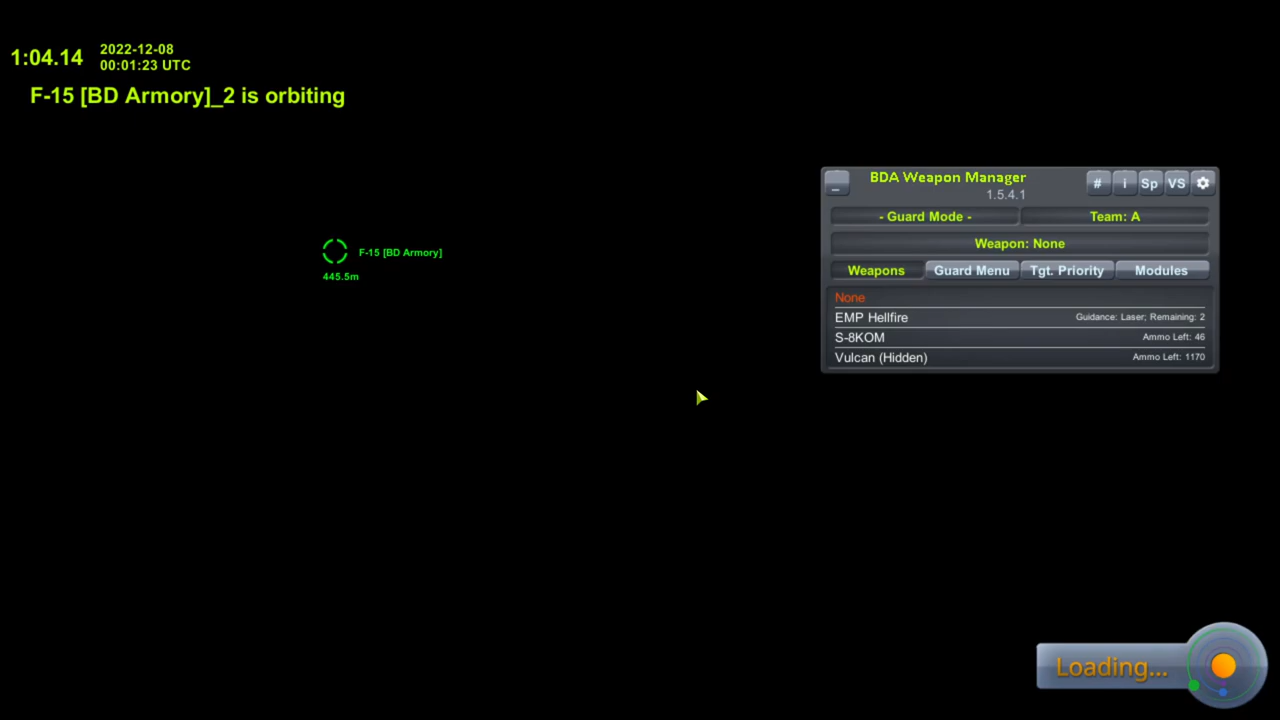 1:04.14
2022-12-08
00:01:23 UTC
F-15 [BD Armory]_2 is orbiting
BDA Weapon Manager
1.5.4.1
_
# i Sp VS
- Guard Mode - Team: A
Weapon: None
Weapons Guard Menu Tgt. Priority Modules
None
EMP Hellfire Guidance: Laser; Remaining: 2
S-8KOM Ammo Left: 46
Vulcan (Hidden) Ammo Left: 1170
F-15 [BD Armory]
445.5m
Loading...